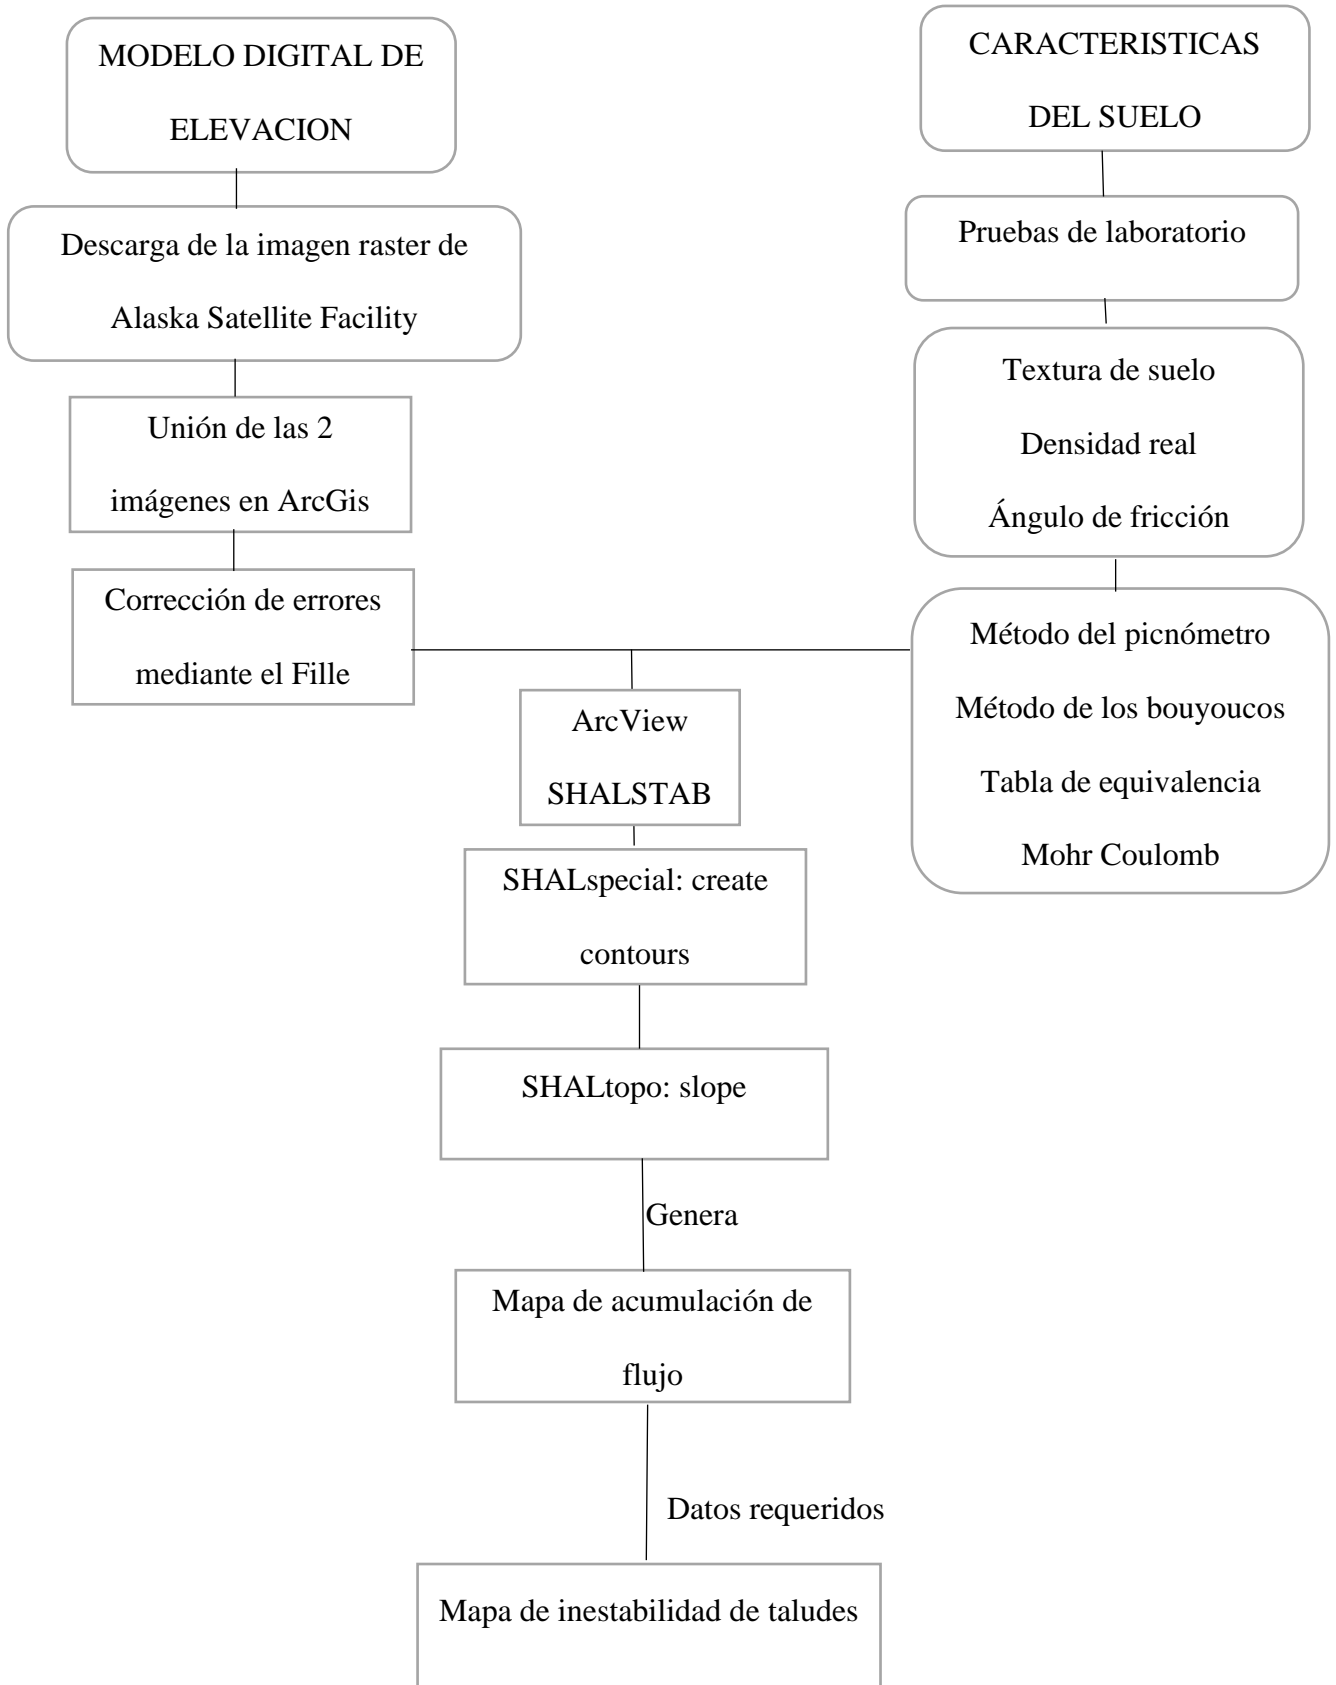 MODELO DIGITAL DE
ELEVACION
Descarga de la imagen raster de
Alaska Satellite Facility
Unión de las 2
imágenes en ArcGis
Corrección de errores
mediante el Fille
CARACTERISTICAS
DEL SUELO
Pruebas de laboratorio
Textura de suelo
Densidad real
Ángulo de fricción
Método del picnómetro
Método de los bouyoucos
Tabla de equivalencia
Mohr Coulomb
ArcView
SHALSTAB
SHALspecial: create
contours
SHALtopo: slope
Genera
Mapa de acumulación de
flujo
Datos requeridos
Mapa de inestabilidad de taludes